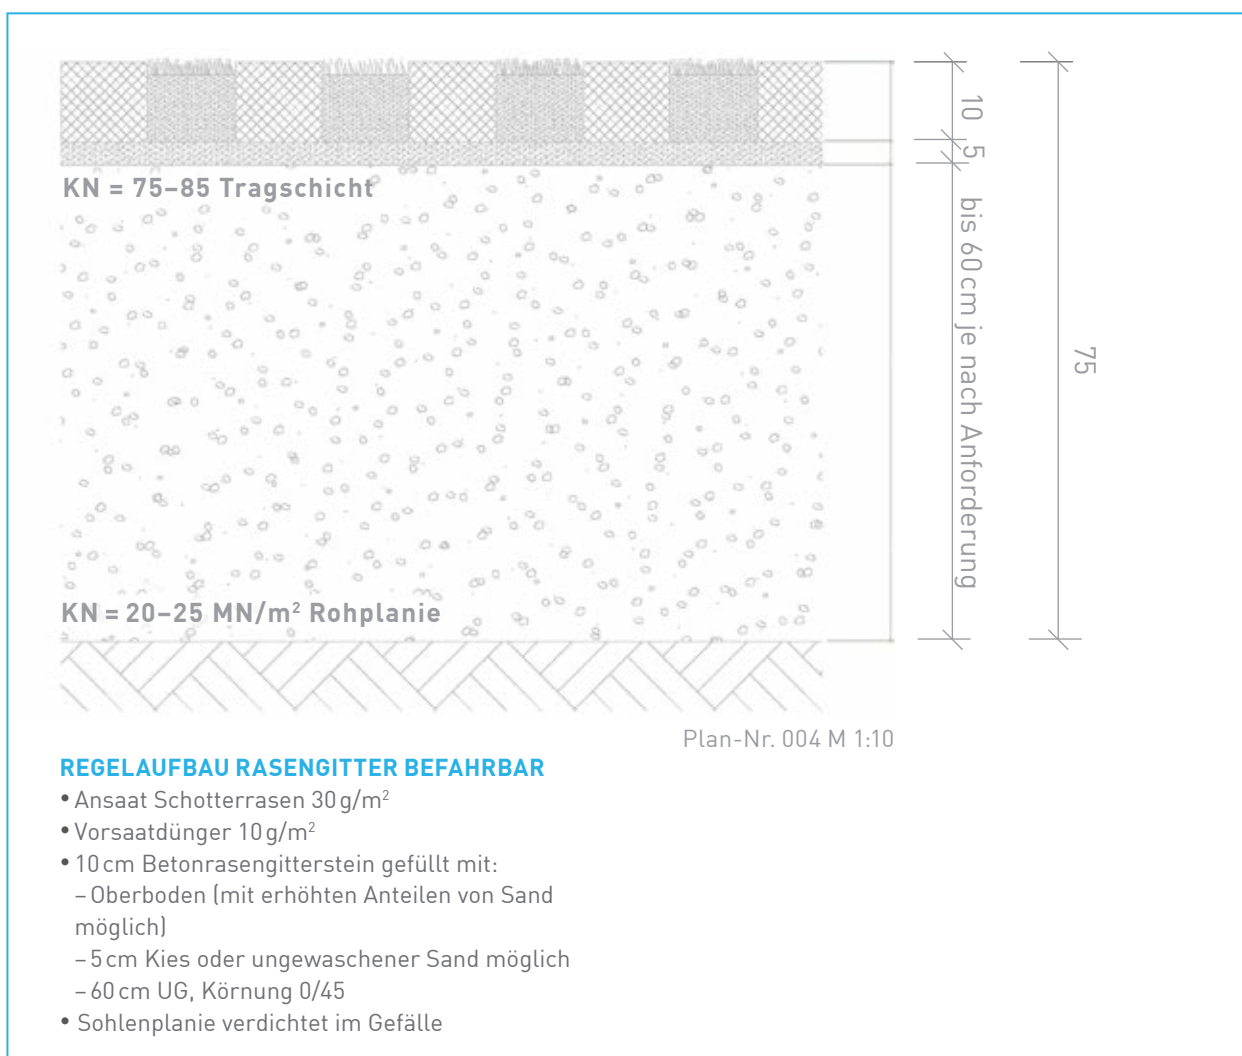 10
5
KN = 75–85 Tragschicht
bis 60 cm je nach Anforderung
75
KN = 20–25 MN/m² Rohplanie
Plan-Nr. 004 M 1:10
REGELAUFBAU RASENGITTER BEFAHRBAR
• Ansaat Schotterrasen 30 g/m²
• Vorsaatdünger 10 g/m²
• 10 cm Betonrasengitterstein gefüllt mit:
– Oberboden (mit erhöhten Anteilen von Sand
möglich)
– 5 cm Kies oder ungewaschener Sand möglich
– 60 cm UG, Körnung 0/45
• Sohlenplanie verdichtet im Gefälle